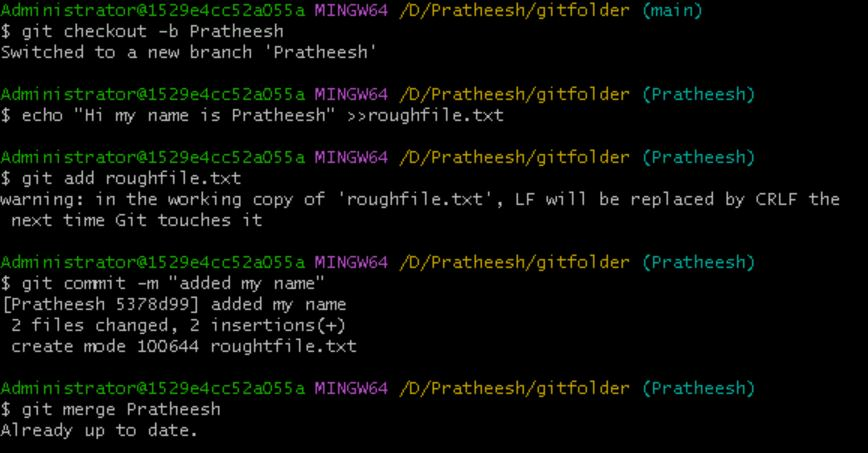 Administrator@1529e4cc52a055a MINGW64 /D/Pratheesh/gitfolder (main)
$ git checkout -b Pratheesh
Switched to a new branch 'Pratheesh'
Administrator@1529e4cc52a055a MINGW64 /D/Pratheesh/gitfolder (Pratheesh)
$ echo "Hi my name is Pratheesh" >>roughfile.txt
Administrator@1529e4cc52a055a MINGW64 /D/Pratheesh/gitfolder (Pratheesh)
$ git add roughfile.txt
warning: in the working copy of 'roughfile.txt', LF will be replaced by CRLF the
next time Git touches it
Administrator@1529e4cc52a055a MINGW64 /D/Pratheesh/gitfolder (Pratheesh)
$ git commit -m "added my name"
[Pratheesh 5378d99] added my name
2 files changed, 2 insertions(+)
create mode 100644 roughtfile.txt
Administrator@1529e4cc52a055a MINGW64 /D/Pratheesh/gitfolder (Pratheesh)
$ git merge Pratheesh
Already up to date.